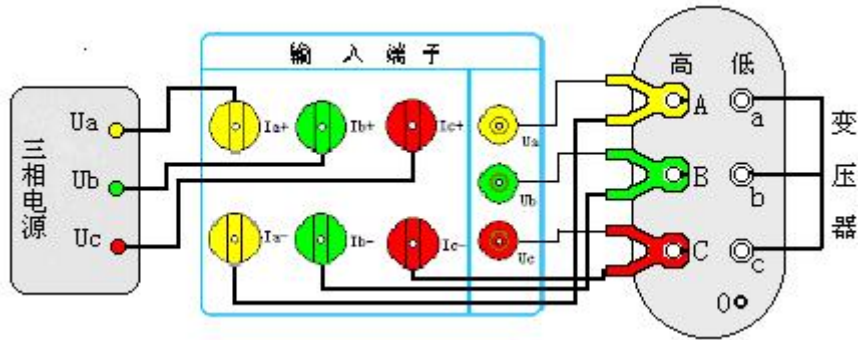 输入端子
高 低
三相电源
Ua
Ub
Uc
Ia+ Ib+ Ic+
Ua
Ub
Ia- Ib- Ic-
Uc
A a
B b
C c
0
变压器